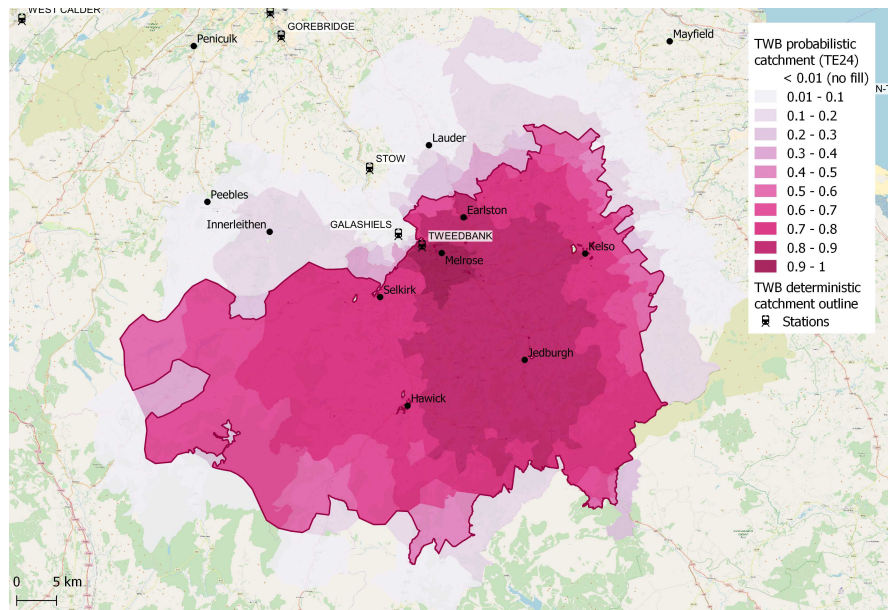 WEST CALDER
GOREBRIDGE
Peniculk
Mayfield
TWB probabilistic
catchment (TE24)
< 0.01 (no fill)
0.01 - 0.1
0.1 - 0.2
0.2 - 0.3
0.3 - 0.4
0.4 - 0.5
0.5 - 0.6
0.6 - 0.7
0.7 - 0.8
0.8 - 0.9
0.9 - 1
TWB deterministic
catchment outline
Stations
N-T
Lauder
STOW
Peebles
Earlston
Innerleithen
GALASHIELS
TWEEDBANK
Kelso
Melrose
Selkirk
Jedburgh
Hawick
0 5 km